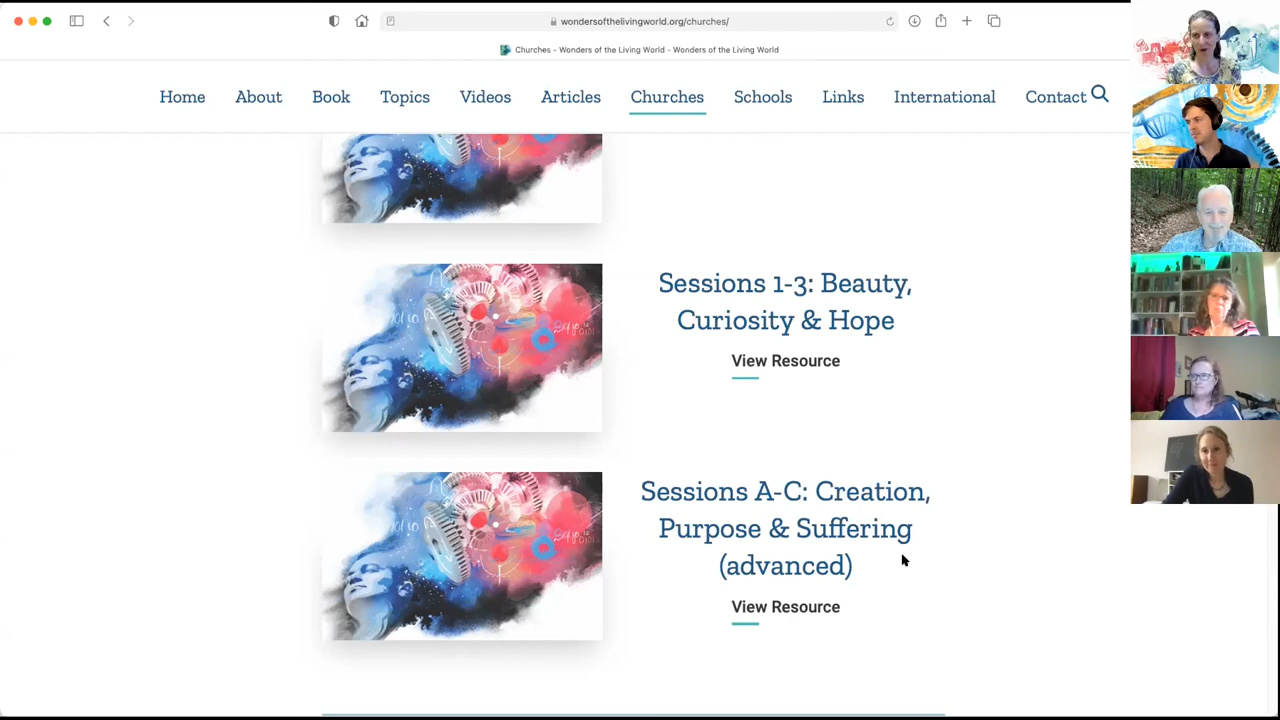 wondersofthelivingworld.org/churches/
Churches – Wonders of the Living World - Wonders of the Living World
Home About Book Topics Videos Articles Churches Schools Links International Contact
Sessions 1-3: Beauty,
Curiosity & Hope
View Resource
Sessions A-C: Creation,
Purpose & Suffering
(advanced)
View Resource